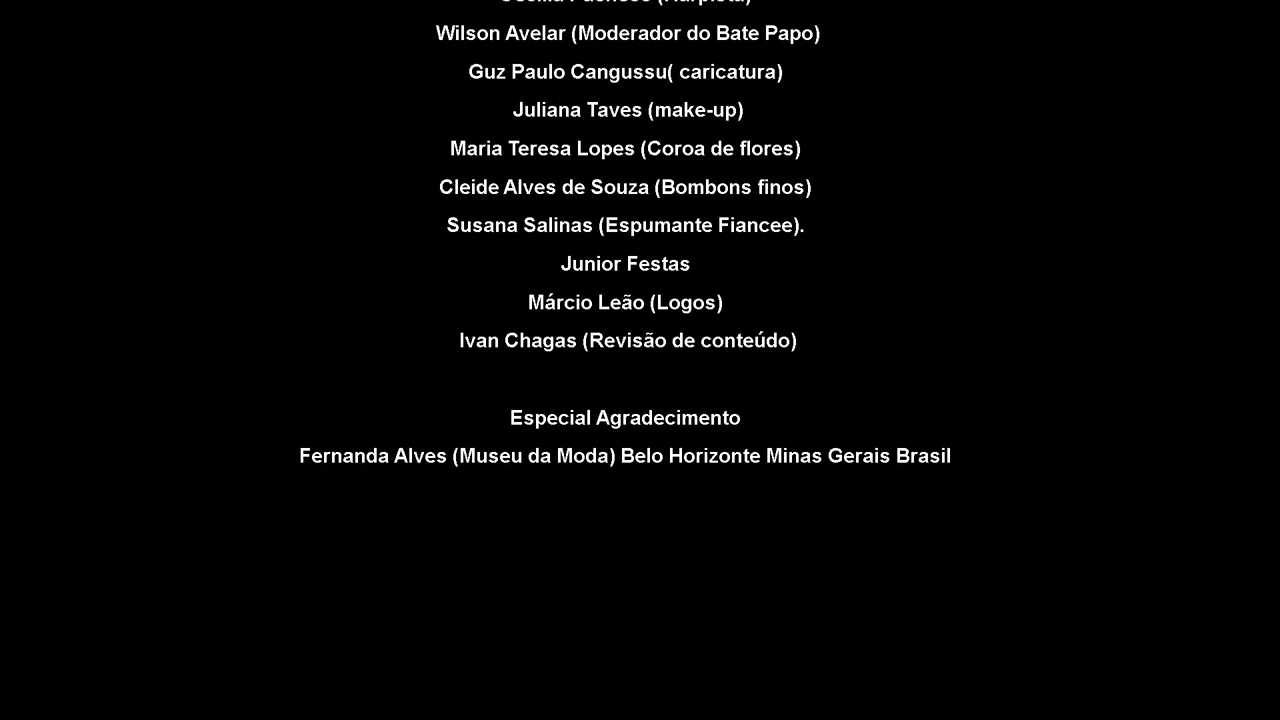 Wilson Avelar (Moderador do Bate Papo)
Guz Paulo Cangussu( caricatura)
Juliana Taves (make-up)
Maria Teresa Lopes (Coroa de flores)
Cleide Alves de Souza (Bombons finos)
Susana Salinas (Espumante Fiancee).
Junior Festas
Márcio Leão (Logos)
Ivan Chagas (Revisão de conteúdo)
Especial Agradecimento
Fernanda Alves (Museu da Moda) Belo Horizonte Minas Gerais Brasil